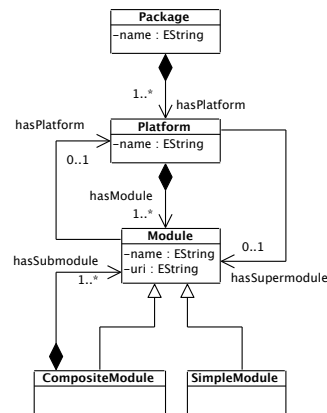 Package
-name : EString
1..*
hasPlatform
hasPlatform
Platform
-name : EString
0..1
hasModule
1..*
Module
-name : EString
-uri : EString
0..1
hasSubmodule
1..*
hasSupermodule
CompositeModule
SimpleModule